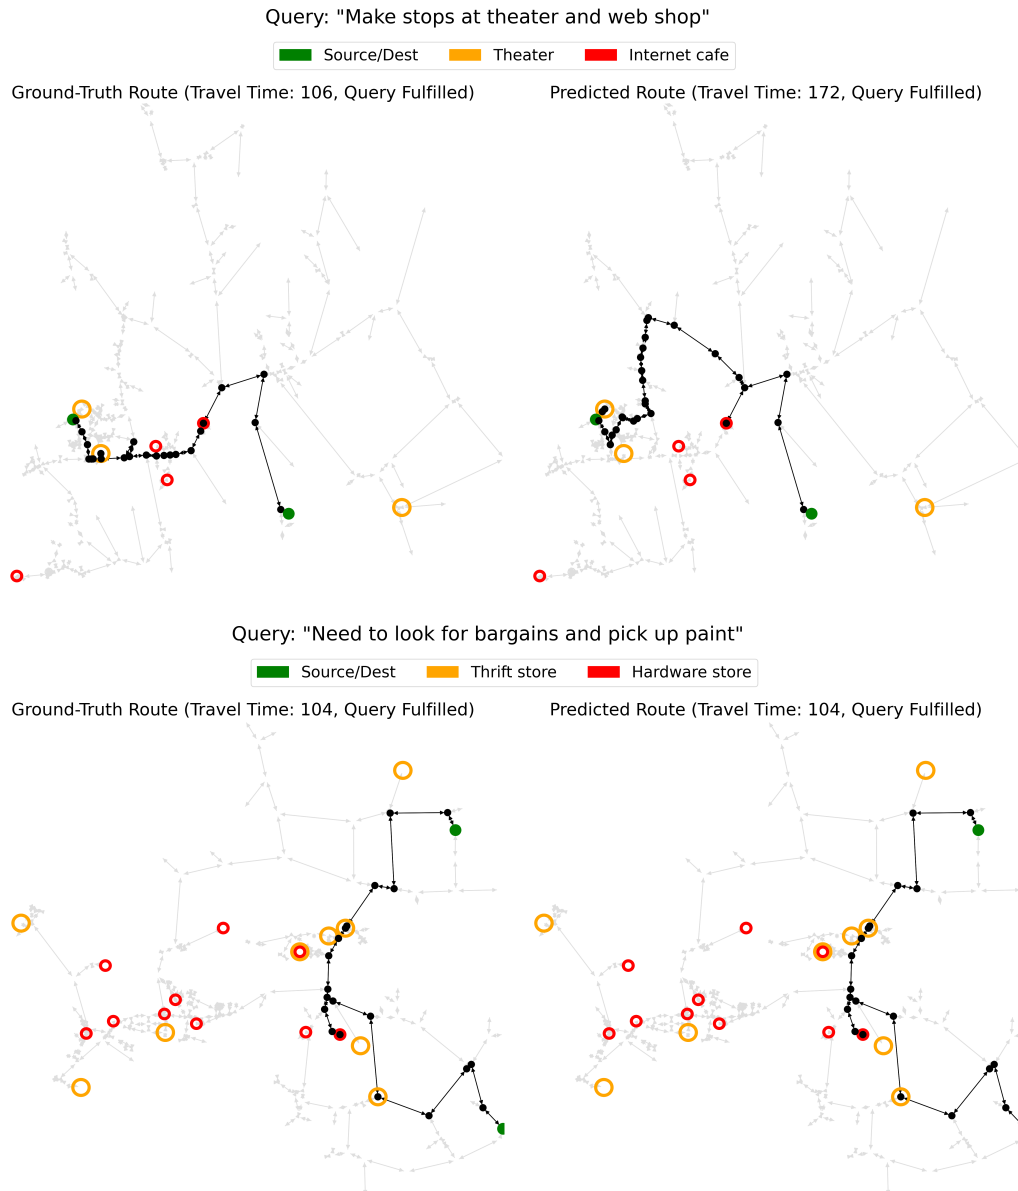 Query: "Make stops at theater and web shop"
Source/Dest Theater Internet cafe
Ground-Truth Route (Travel Time: 106, Query Fulfilled) Predicted Route (Travel Time: 172, Query Fulfilled)
Query: "Need to look for bargains and pick up paint"
Source/Dest Thrift store Hardware store
Ground-Truth Route (Travel Time: 104, Query Fulfilled) Predicted Route (Travel Time: 104, Query Fulfilled)